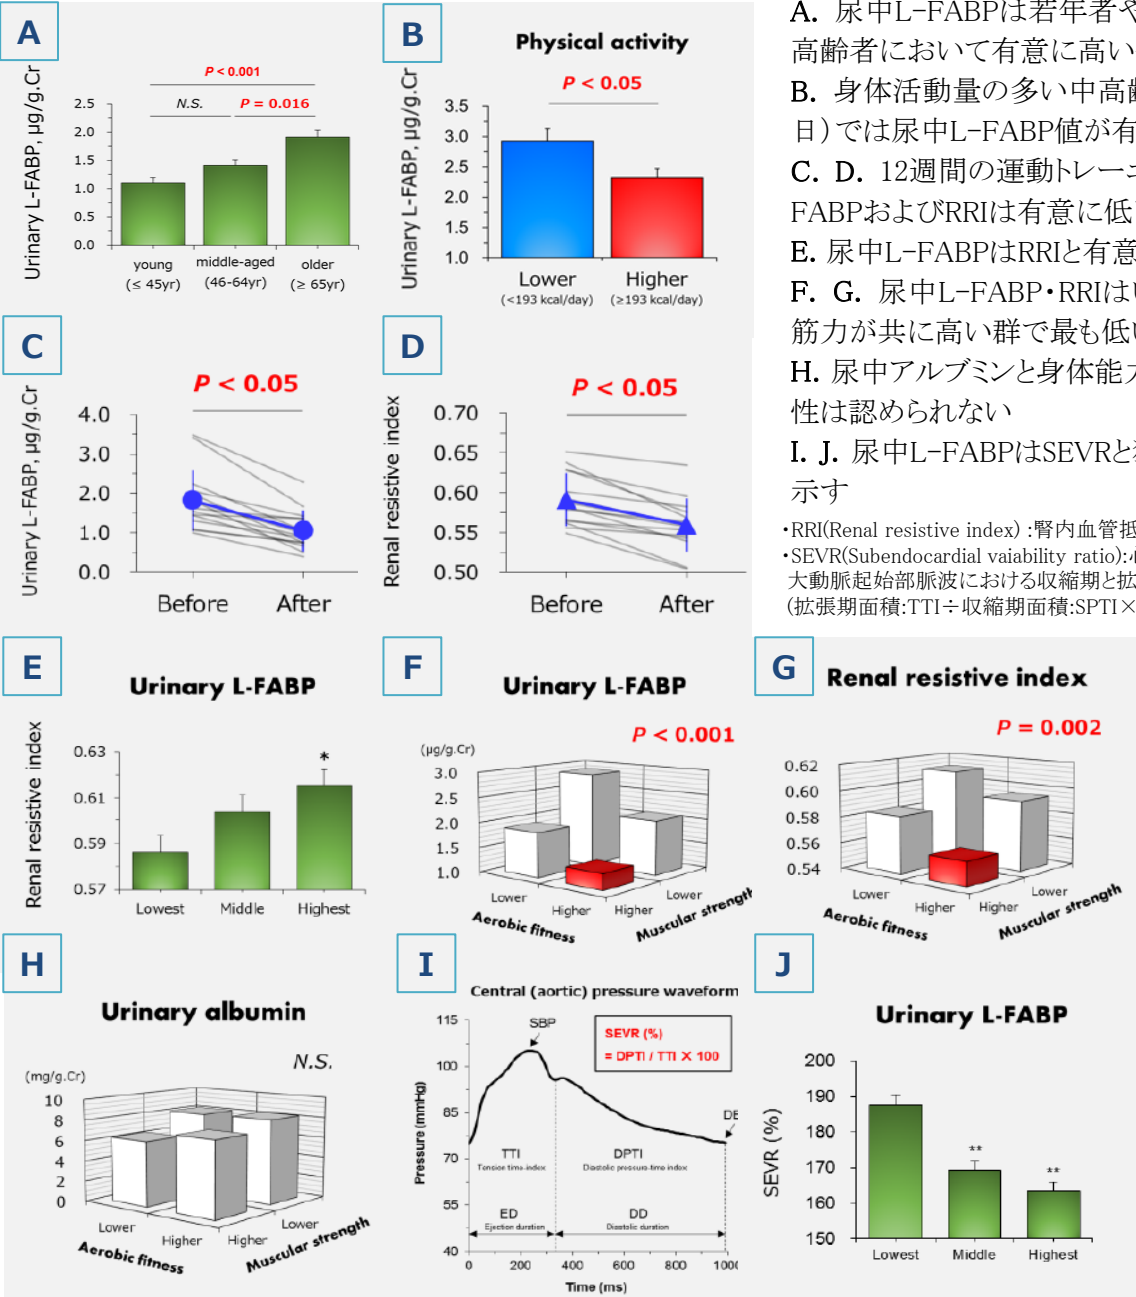 A
Urinary L-FABP, μg/g.Cr
P < 0.001
N.S.
P = 0.016
2.5
2.0
1.5
1.0
0.5
0.0
young
(≤ 45yr)
middle-aged
(46-64yr)
older
(≥ 65yr)
B
Physical activity
Urinary L-FABP, μg/g.Cr
P < 0.05
3.5
3.0
2.5
2.0
1.5
1.0
Lower
(<193 kcal/day)
Higher
(≥193 kcal/day)
A. 尿中L-FABPは若年者や
高齢者において有意に高い
B. 身体活動量の多い中高齢
日）では尿中L-FABP値が有
C. D. 12週間の運動トレーニ
FABPおよびRRIは有意に低
E. 尿中L-FABPはRRIと有意
F. G. 尿中L-FABP・RRIは
筋力が共に高い群で最も低い
H. 尿中アルブミンと身体能力
性は認められない
I. J. 尿中L-FABPはSEVRと
示す
・RRI(Renal resistive index) :腎内血管抵
・SEVR(Subendocardial vaiability ratio):心
大動脈起始部脈波における収縮期と拡
(拡張期面積:TTI÷収縮期面積:SPTI×
C
Urinary L-FABP, μg/g.Cr
P < 0.05
4.0
3.0
2.0
1.0
0.0
Before
After
D
Renal resistive index
P < 0.05
0.70
0.65
0.60
0.55
0.50
Before
After
E
Urinary L-FABP
Renal resistive index
0.63
0.61
0.59
0.57
*
Lowest
Middle
Highest
F
Urinary L-FABP
P < 0.001
(μg/g.Cr)
3.0
2.5
2.0
1.5
1.0
Lower
Higher
Higher
Lower
Aerobic fitness
Muscular strength
G
Renal resistive index
P = 0.002
0.62
0.60
0.58
0.56
0.54
Lower
Higher
Higher
Lower
Aerobic fitness
Muscular strength
H
Urinary albumin
N.S.
(mg/g.Cr)
10
8
6
4
2
0
Lower
Higher
Higher
Lower
Aerobic fitness
Muscular strength
I
Central (aortic) pressure waveform
Pressure (mmHg)
115
100
85
70
55
40
SBP
SEVR (%)
= DPTI / TTI X 100
TTI
Tension time-index
DPTI
Diastolic pressure-time index
ED
Ejection duration
DD
Diastolic duration
0
200
400
600
800
1000
Time (ms)
J
Urinary L-FABP
SEVR (%)
200
190
180
170
160
150
**
**
Lowest
Middle
Highest